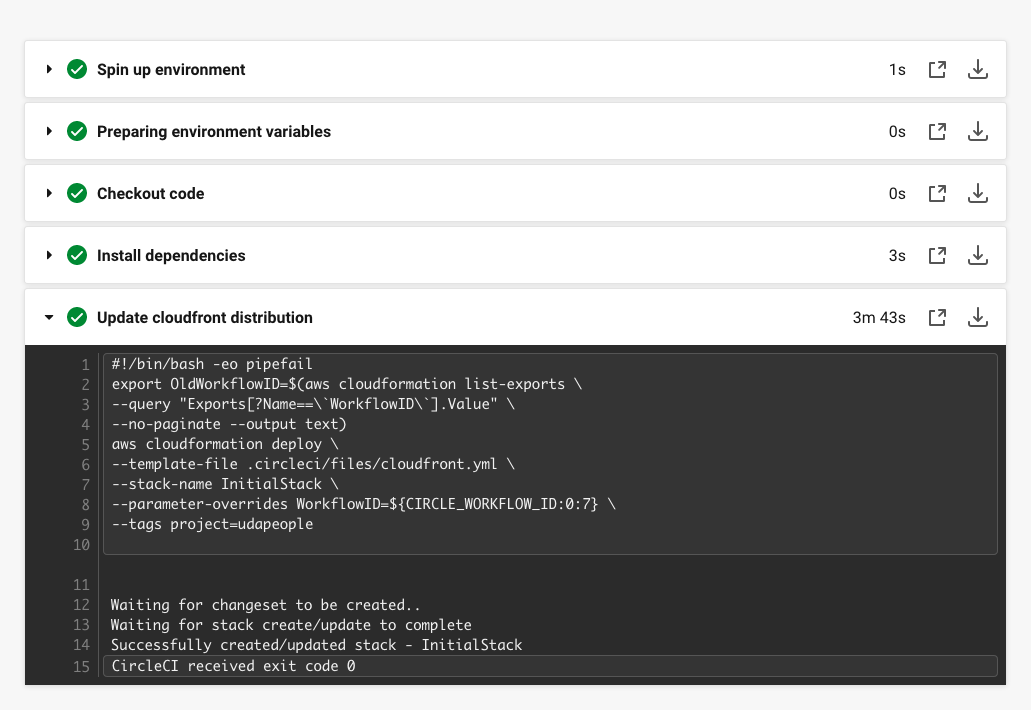 Spin up environment 1s
Preparing environment variables 0s
Checkout code 0s
Install dependencies 3s
Update cloudfront distribution 3m 43s
1 #!/bin/bash -eo pipefail
2 export OldWorkflowID=$(aws cloudformation list-exports \
3 --query "Exports[?Name==\`WorkflowID\`].Value" \
4 --no-paginate --output text)
5 aws cloudformation deploy \
6 --template-file .circleci/files/cloudfront.yml \
7 --stack-name InitialStack \
8 --parameter-overrides WorkflowID=${CIRCLE_WORKFLOW_ID:0:7} \
9 --tags project=udapeople
10
11
12 Waiting for changeset to be created..
13 Waiting for stack create/update to complete
14 Successfully created/updated stack - InitialStack
15 CircleCI received exit code 0